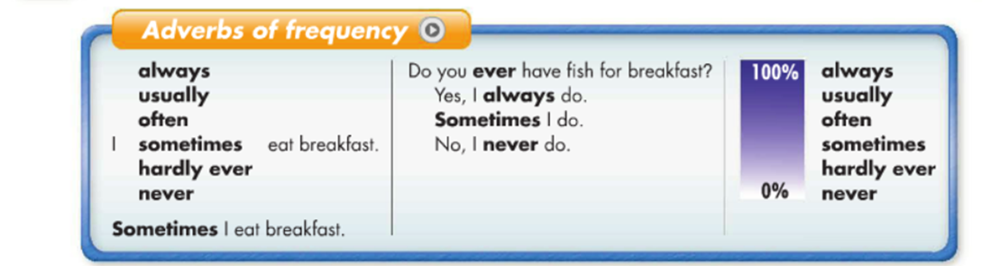 Adverbs of frequency
always
usually
often
I sometimes eat breakfast.
hardly ever
never
Sometimes I eat breakfast.
Do you ever have fish for breakfast?
Yes, I always do.
Sometimes I do.
No, I never do.
100% always
usually
often
sometimes
hardly ever
0% never